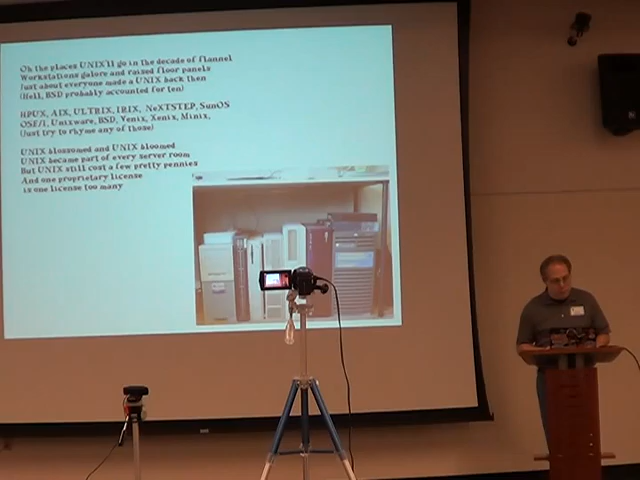 Oh the places UNIX'll go in the decade of flannel
Workstations galore and raised floor panels
Just about everyone made a UNIX back then
(Hell, BSD probably accounted for ten)
HPUX, AIX, ULTRIX, IRIX, NeXTSTEP, SunOS
OSF/1, Unixware, BSD, Venix, Xenix, Minix,
(Just try to rhyme any of those)
UNIX blossomed and UNIX bloomed
UNIX became part of every server room
But UNIX still cost a few pretty pennies
And one proprietary license
is one license too many